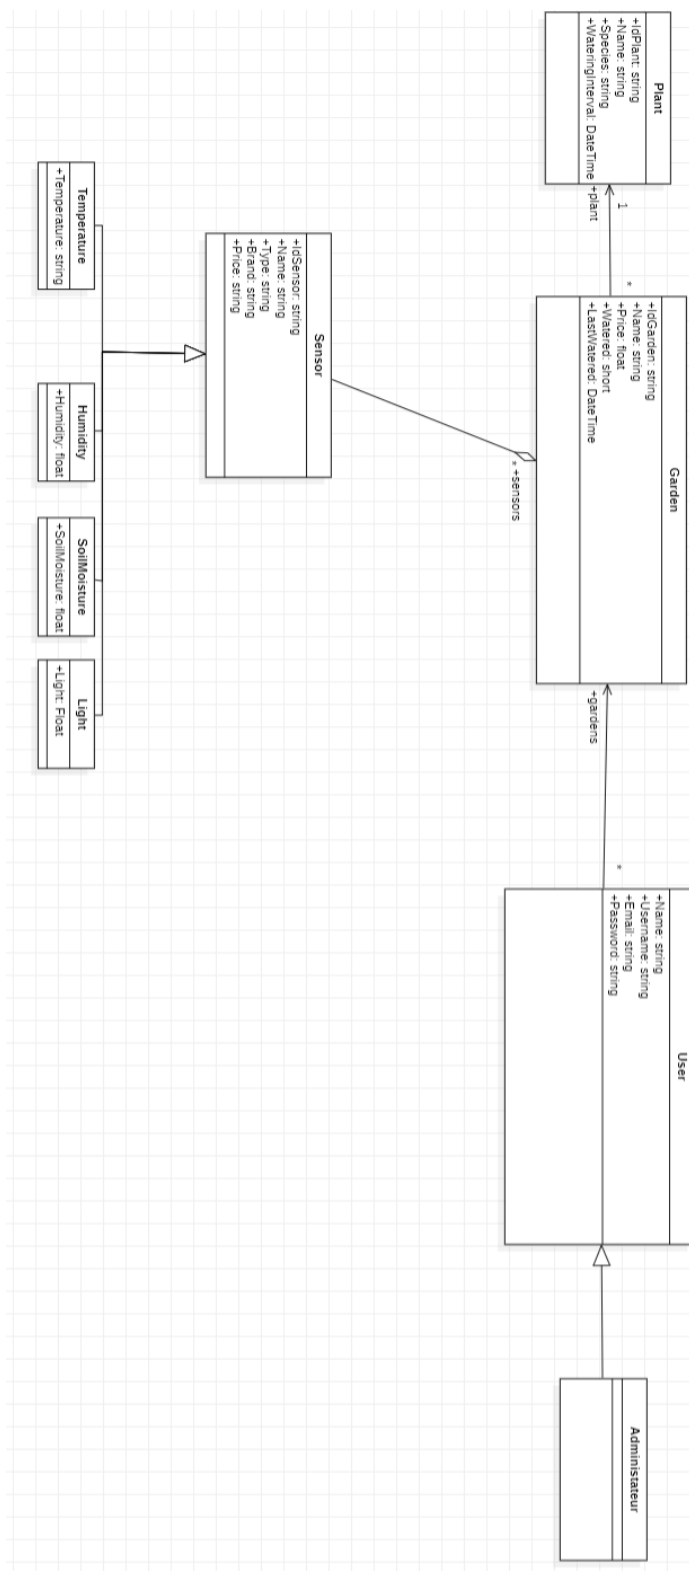 Plant
+IdPlant: string
+Name: string
+Species: string
+WateringInterval: DateTime
+plant
1
*
Garden
+IdGarden: string
+Name: string
+Price: float
+Watered: short
+LastWatered: DateTime
*
+sensors
Sensor
+IdSensor: string
+Name: string
+Type: string
+Brand: string
+Price: string
Temperature
+Temperature: string
Humidity
+Humidity: float
SoilMoisture
+SoilMoisture: float
Light
+Light: Float
+gardens
*
User
+Name: string
+Username: string
+Email: string
+Password: string
Administateur